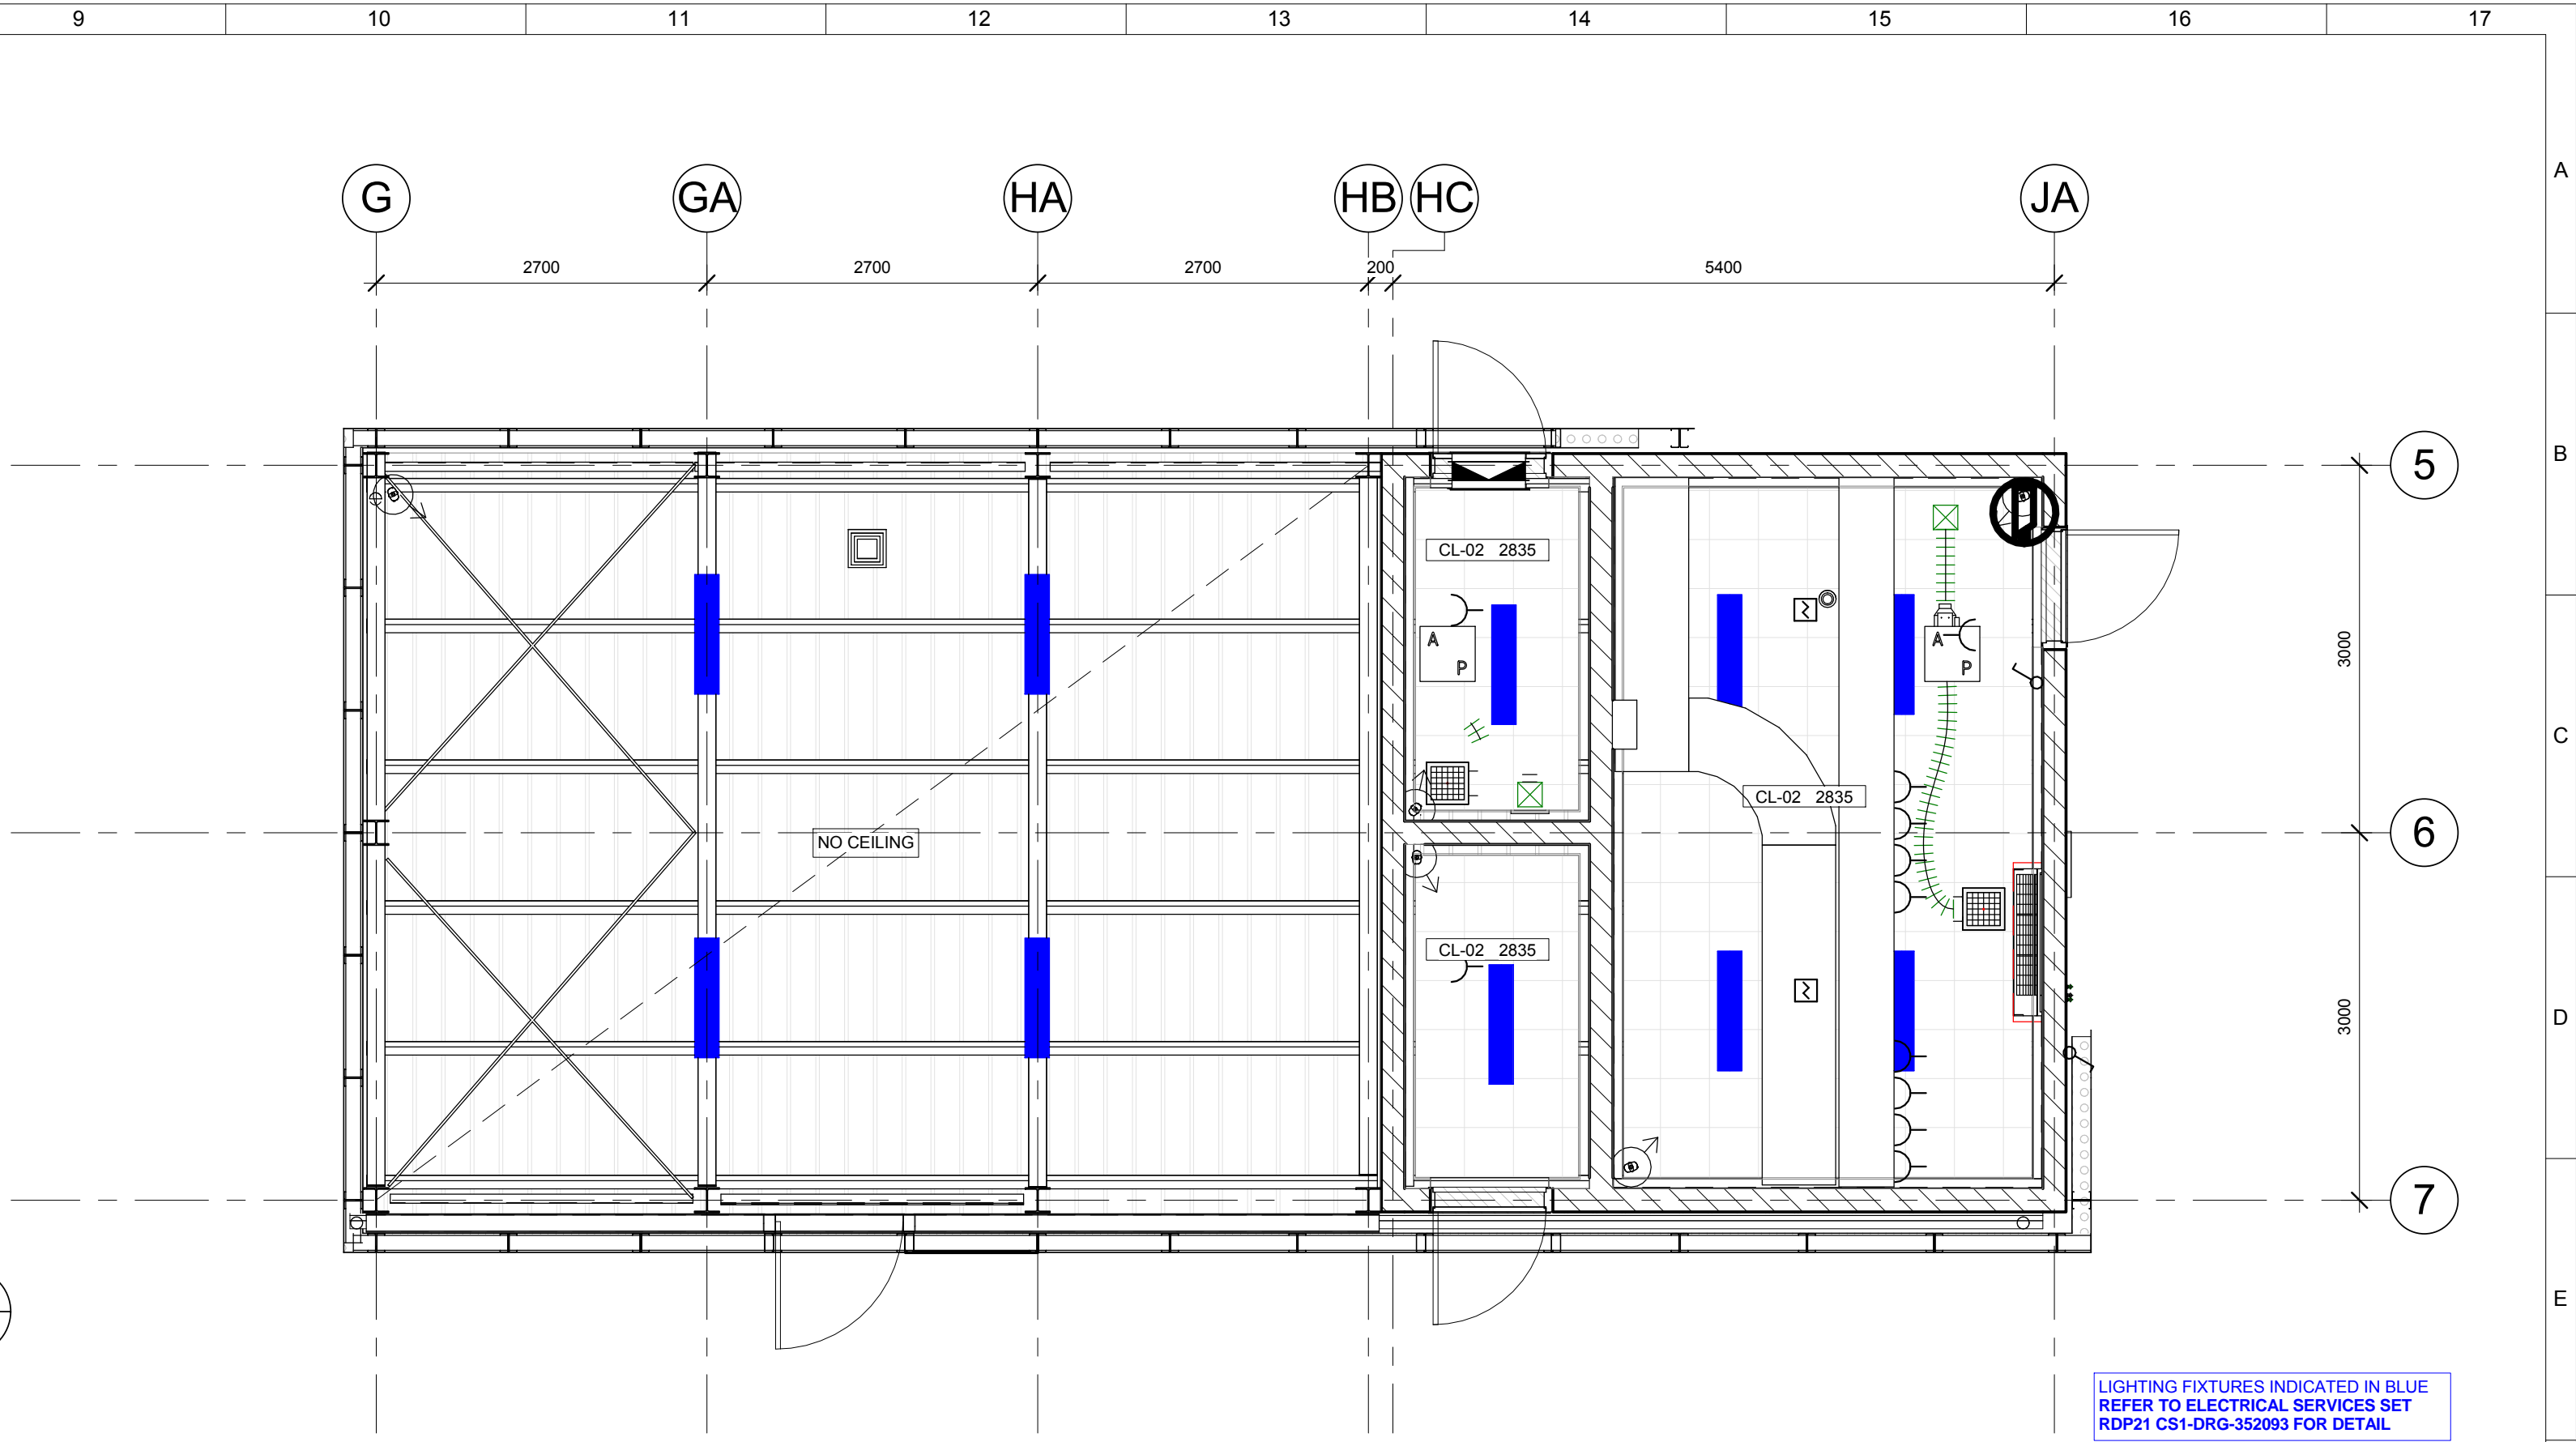 9 10 11 12 13 14 15 16 17
A
G GA HA HB HC JA
2700 2700 2700 200 5400
B
5
CL-02 2835
3000
A
P
A
P
C
CL-02 2835
6
NO CEILING
CL-02 2835
3000
D
7
E
LIGHTING FIXTURES INDICATED IN BLUE
REFER TO ELECTRICAL SERVICES SET
RDP21 CS1-DRG-352093 FOR DETAIL